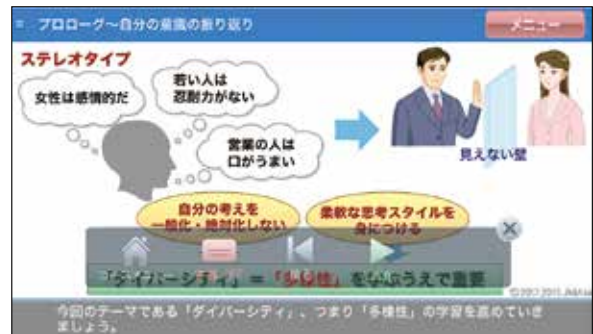 プロローグ～自分の意識の振り返り
メニュー
ステレオタイプ
女性は感情的だ
若い人は
忍耐力がない
営業の人は
口がうまい
見えない壁
自分の考えを
一般化・絶対化しない
柔軟な思考スタイルを
身につける
「ダイバーシティ」＝「多様性」を学ぶうえで重要
今回のテーマである「ダイバーシティ」、つまり「多様性」の学習を進めていき
ましょう。